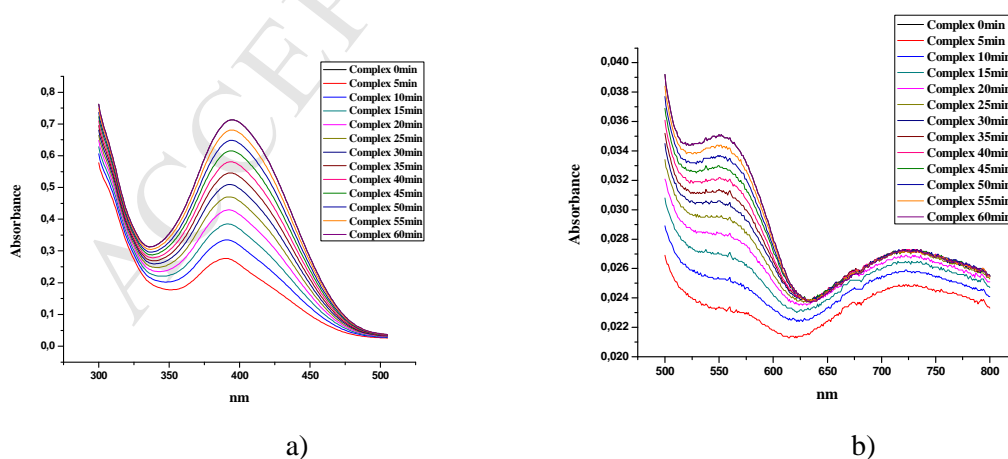 ACCEP
Complex 0min
Complex 5min
Complex 10min
Complex 15min
Complex 20min
Complex 25min
Complex 30min
Complex 35min
Complex 40min
Complex 45min
Complex 50min
Complex 55min
Complex 60min
0,8
0,7
0,6
0,5
0,4
0,3
0,2
0,1
0,0
Absorbance
300
350
400
450
500
nm
a)
Complex 0min
Complex 5min
Complex 10min
Complex 15min
Complex 20min
Complex 25min
Complex 30min
Complex 35min
Complex 40min
Complex 45min
Complex 50min
Complex 55min
Complex 60min
0,040
0,038
0,036
0,034
0,032
0,030
0,028
0,026
0,024
0,022
0,020
Absorbance
500
550
600
650
700
750
800
nm
b)